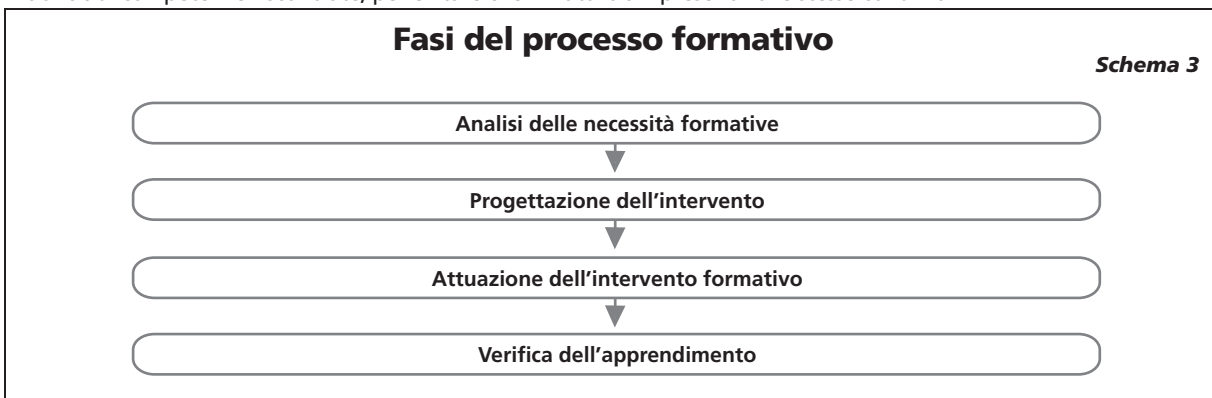 Fasi del processo formativo
Schema 3
Analisi delle necessità formative
Progettazione dell'intervento
Attuazione dell'intervento formativo
Verifica dell'apprendimento